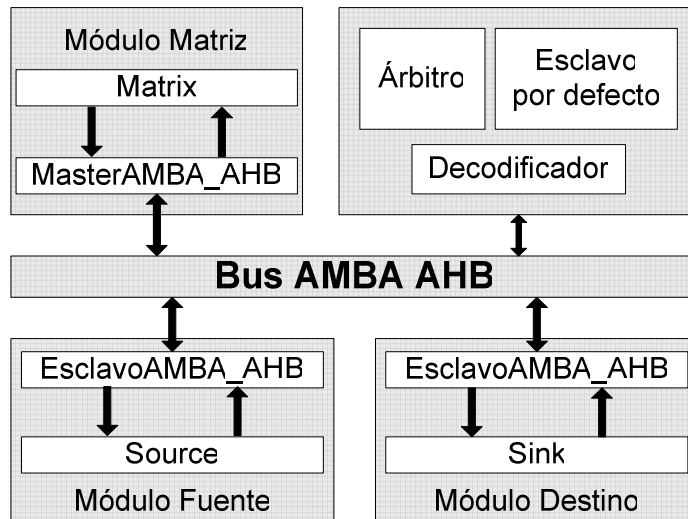 Módulo Matriz
Matrix
MasterAMBA_AHB
Árbitro
Esclavo
por defecto
Decodificador
Bus AMBA AHB
EsclavoAMBA_AHB
Source
Módulo Fuente
EsclavoAMBA_AHB
Sink
Módulo Destino